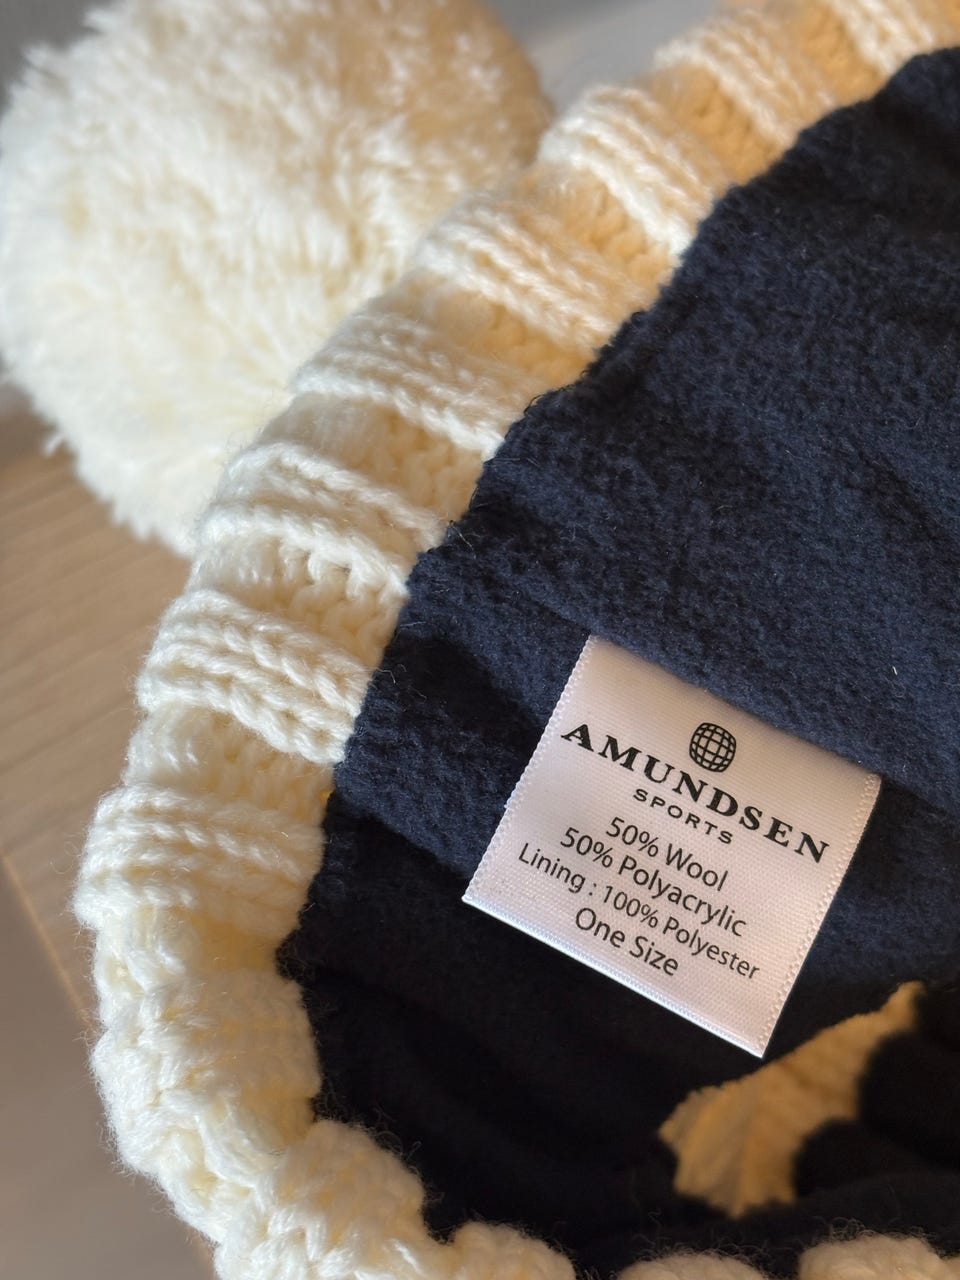 AMUNDSEN
SPORTS
50% Wool
50% Polyacrylic
Lining : 100% Polyester
One Size